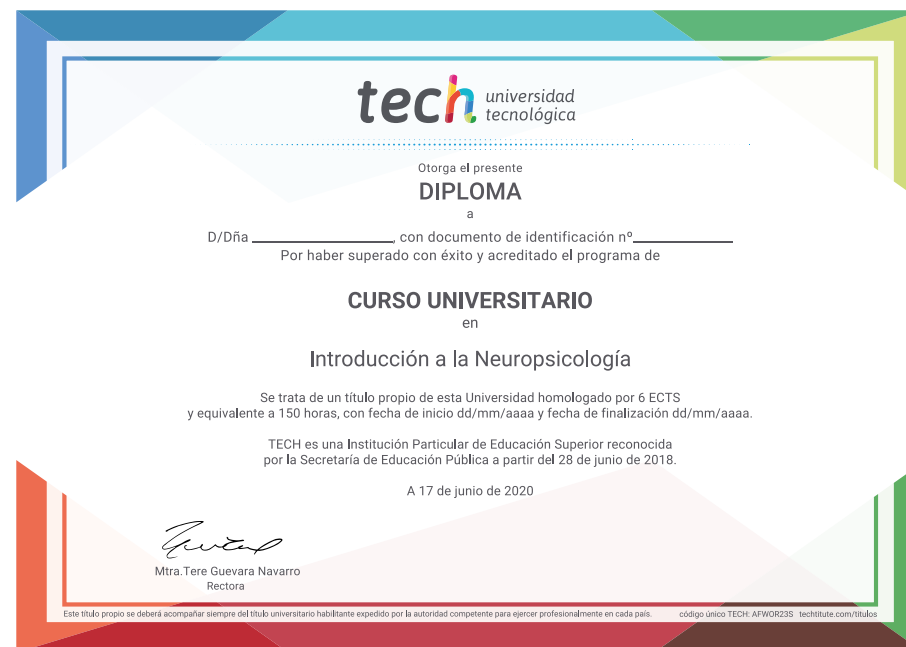 tech universidad
tecnológica
Otorga el presente
DIPLOMA
a
D/Dña ____________________, con documento de identificación nº______________
Por haber superado con éxito y acreditado el programa de
CURSO UNIVERSITARIO
en
Introducción a la Neuropsicología
Se trata de un título propio de esta Universidad homologado por 6 ECTS
y equivalente a 150 horas, con fecha de inicio dd/mm/aaaa y fecha de finalización dd/mm/aaaa.
TECH es una Institución Particular de Educación Superior reconocida
por la Secretaría de Educación Pública a partir del 28 de junio de 2018.
A 17 de junio de 2020
Mtra.Tere Guevara Navarro
Rectora
Este título propio se deberá acompañar siempre del título universitario habilitante expedido por la autoridad competente para ejercer profesionalmente en cada país. código único TECH: AFWOR23S techtitute.com/titulos